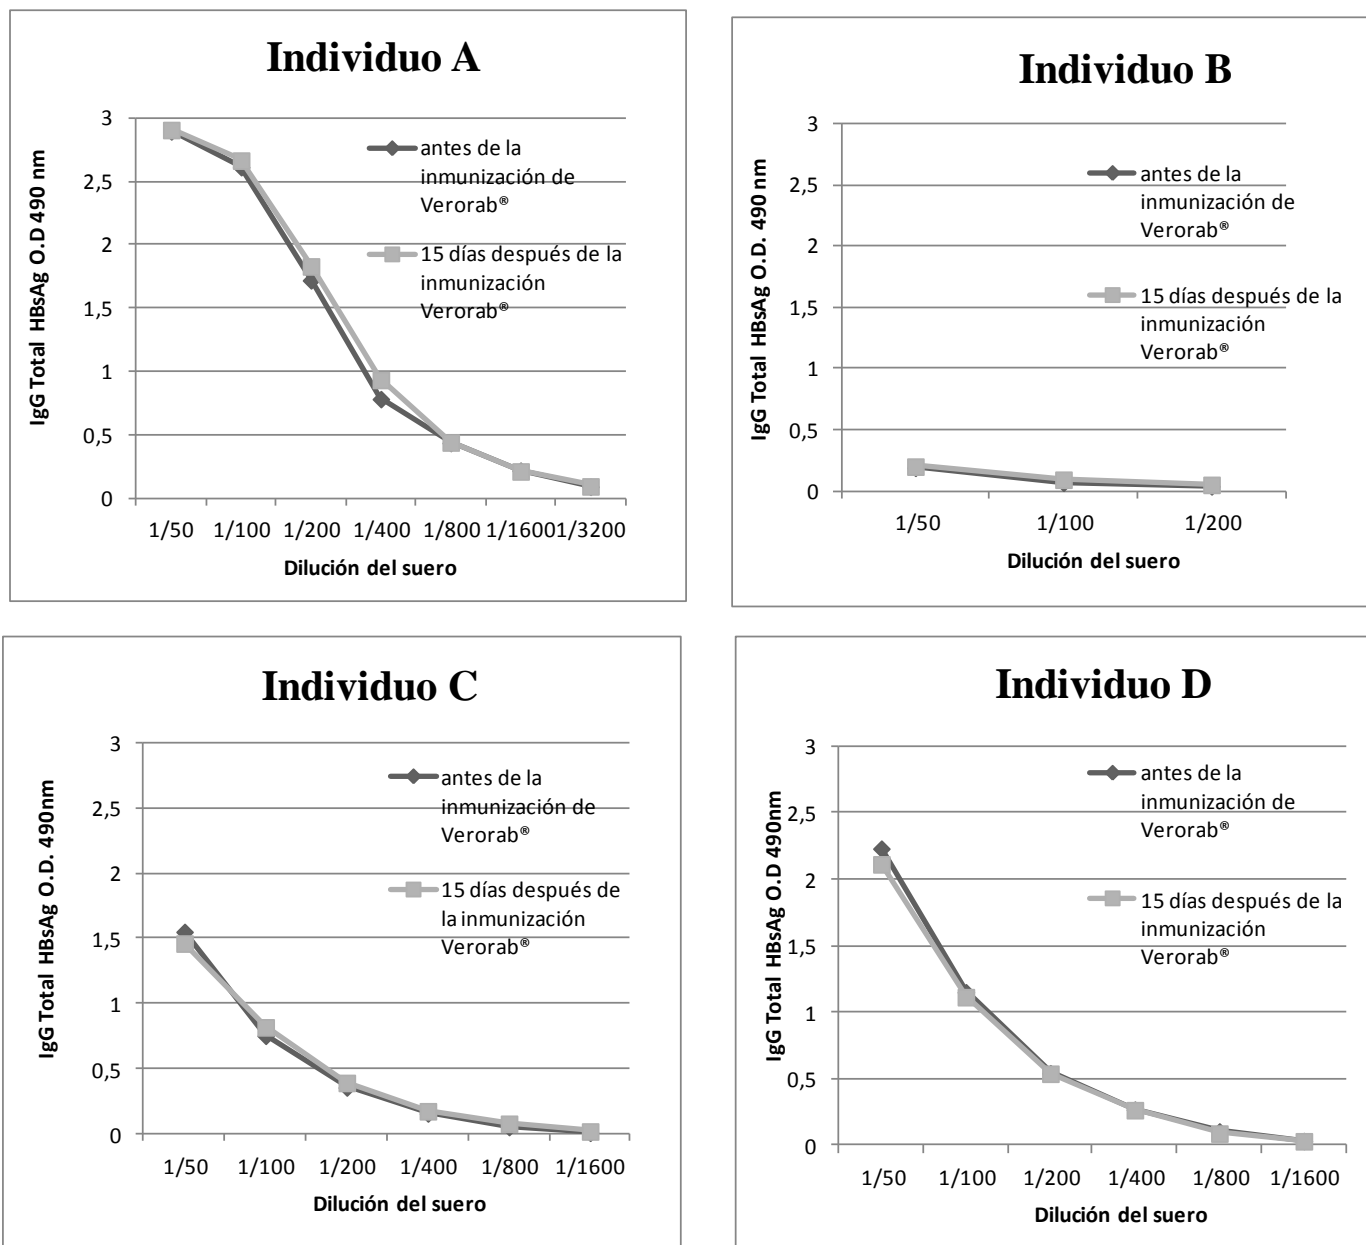 Individuo A
IgG Total HBsAg O.D 490 nm
3
2,5
2
1,5
1
0,5
0
antes de la
inmunización de
Verorab®
15 días después de la
inmunización
Verorab®
1/50 1/100 1/200 1/400 1/800 1/1600 1/3200
Dilución del suero
Individuo B
IgG Total HBsAg O.D. 490 nm
3
2,5
2
1,5
1
0,5
0
antes de la
inmunización de
Verorab®
15 días después de la
inmunización
Verorab®
1/50 1/100 1/200
Dilución del suero
Individuo C
IgG Total HBsAg O.D. 490nm
3
2,5
2
1,5
1
0,5
0
antes de la
inmunización de
Verorab®
15 días después de
la inmunización
Verorab®
1/50 1/100 1/200 1/400 1/800 1/1600
Dilución del suero
Individuo D
IgG Total HBsAg O.D 490nm
3
2,5
2
1,5
1
0,5
0
antes de la
inmunización de
Verorab®
15 días después de la
inmunización
Verorab®
1/50 1/100 1/200 1/400 1/800 1/1600
Dilución del suero